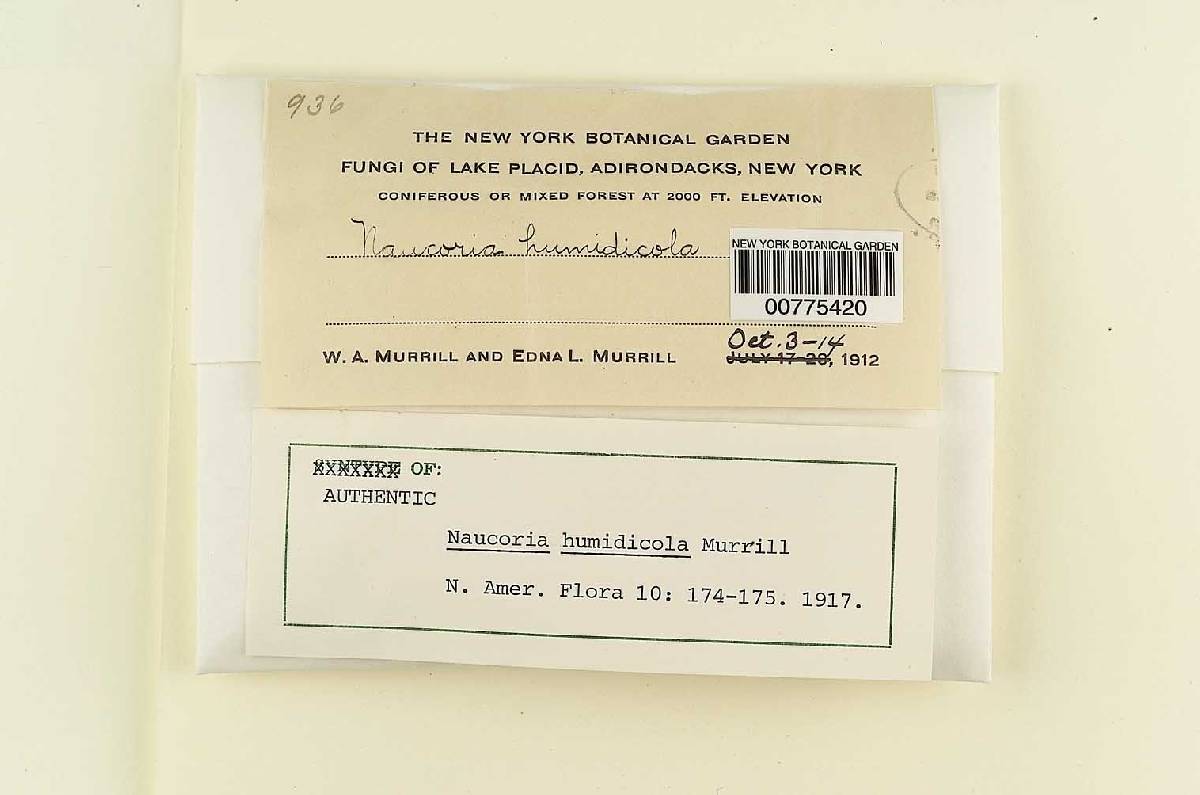 936
THE NEW YORK BOTANICAL GARDEN
FUNGI OF LAKE PLACID, ADIRONDACKS, NEW YORK
CONIFEROUS OR MIXED FOREST AT 2000 FT. ELEVATION
Naucoria humidicola
NEW YORK BOTANICAL GARDEN
00775420
Oct. 3-14
W. A. MURRILL AND EDNA L. MURRILL JULY 17-29, 1912
OF:
AUTHENTIC
Naucoria humidicola Murrill
N. Amer. Flora 10: 174-175. 1917.